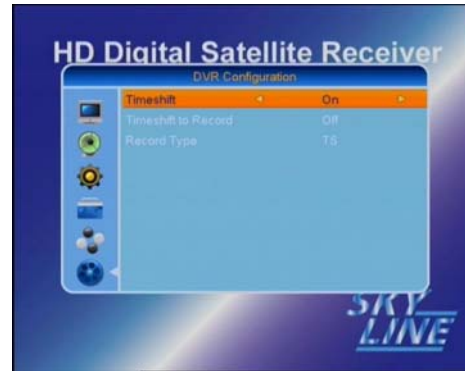 HD Digital Satellite Receiver
DVR Configuration
Timeshift On
Timeshift to Record Off
Record Type TS
SKY
LINE